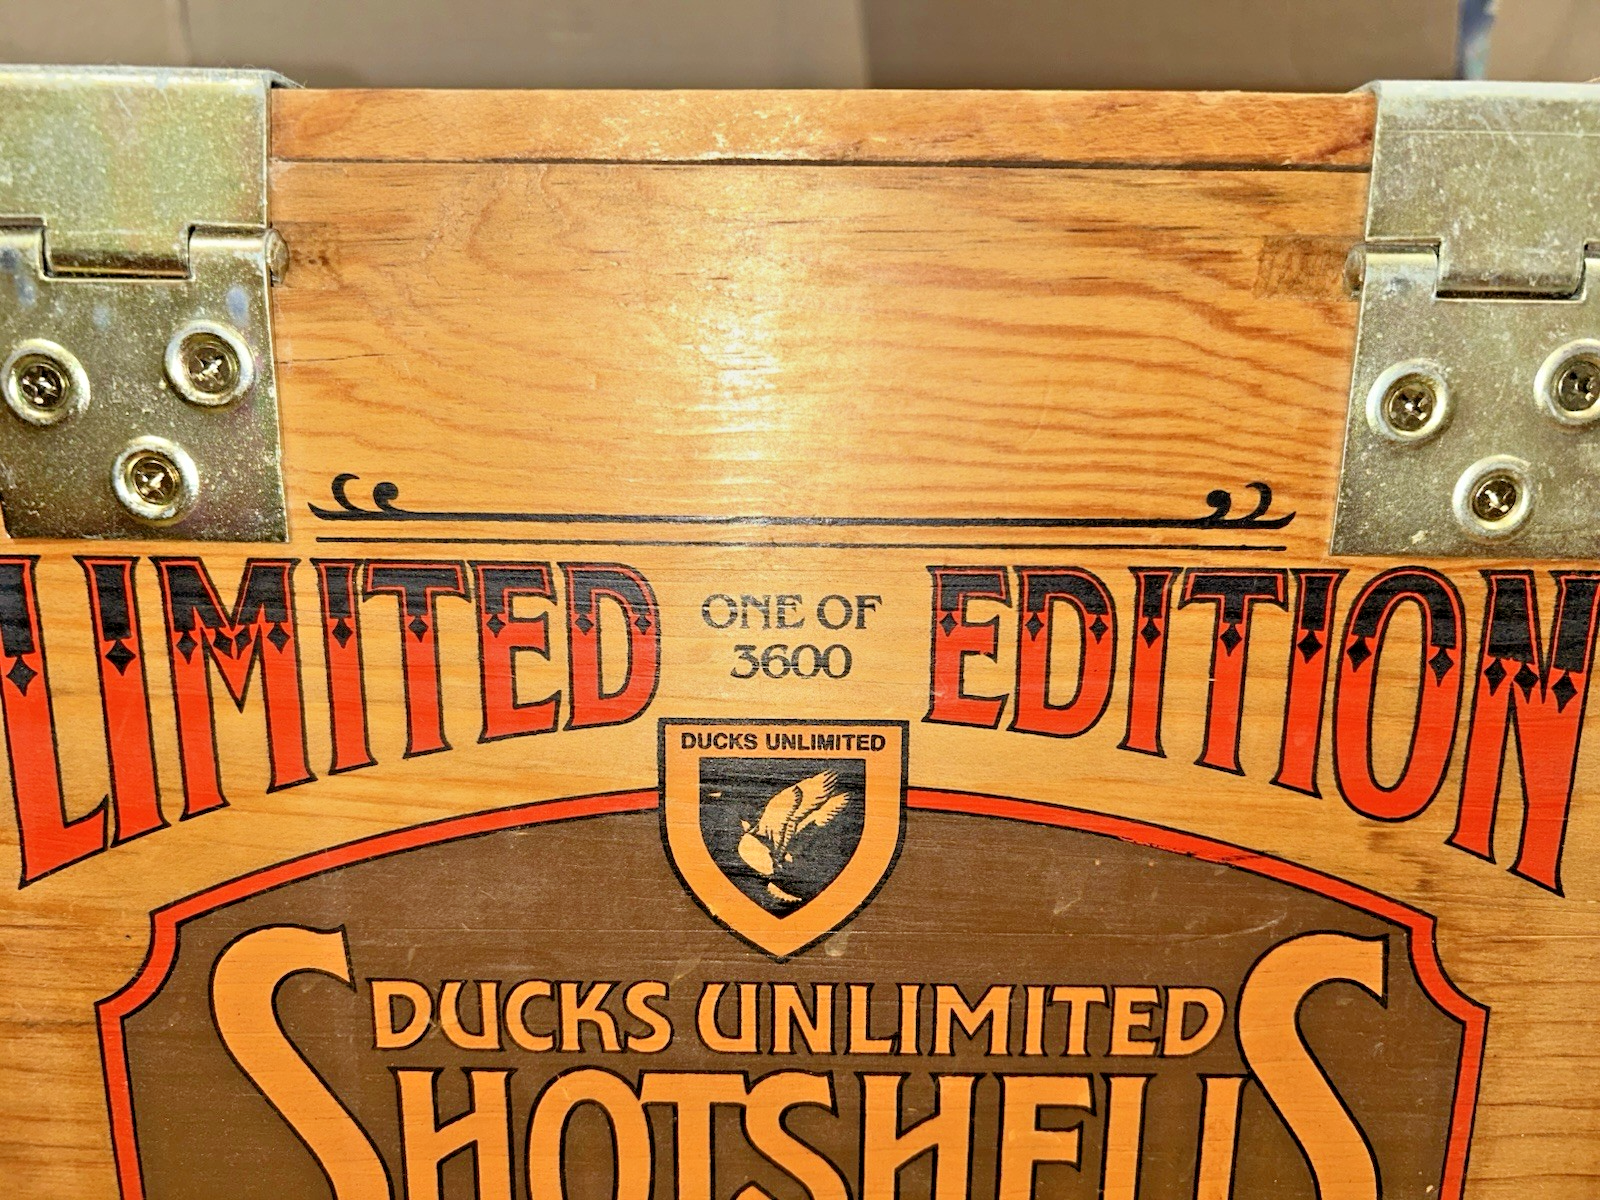 LIMITED EDITION
ONE OF
3600
DUCKS UNLIMITED
DUCKS UNLIMITED
SHOTSHELLS